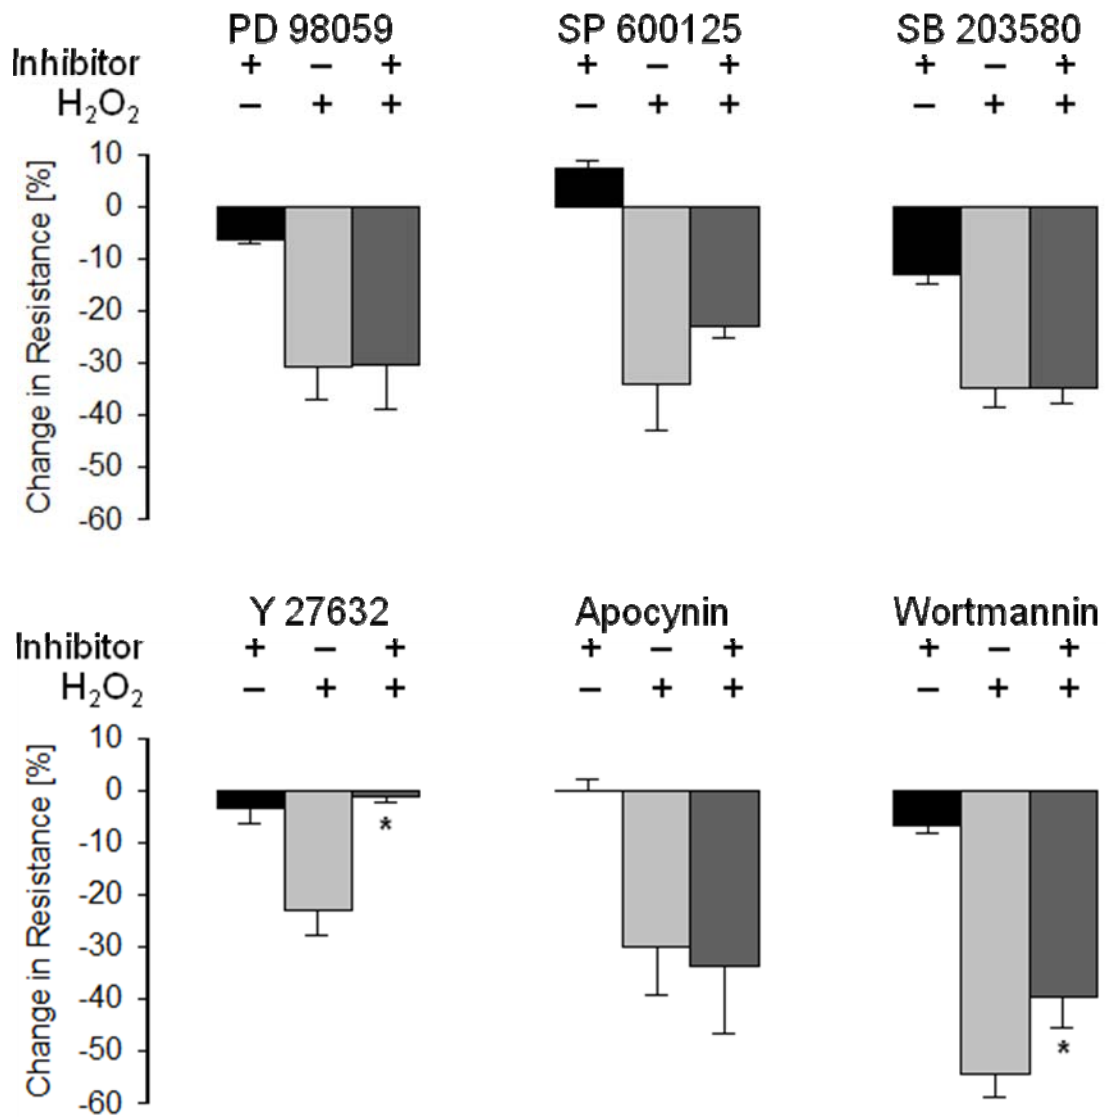 PD 98059 SP 600125 SB 203580
Inhibitor + – + + – + + – +
H₂O₂ – + + – + + – + +
Change in Resistance [%]
10
0
-10
-20
-30
-40
-50
-60
Y 27632 Apocynin Wortmannin
Inhibitor + – + + – + + – +
H₂O₂ – + + – + + – + +
Change in Resistance [%]
10
0
-10
-20
-30
-40
-50
-60
*
*